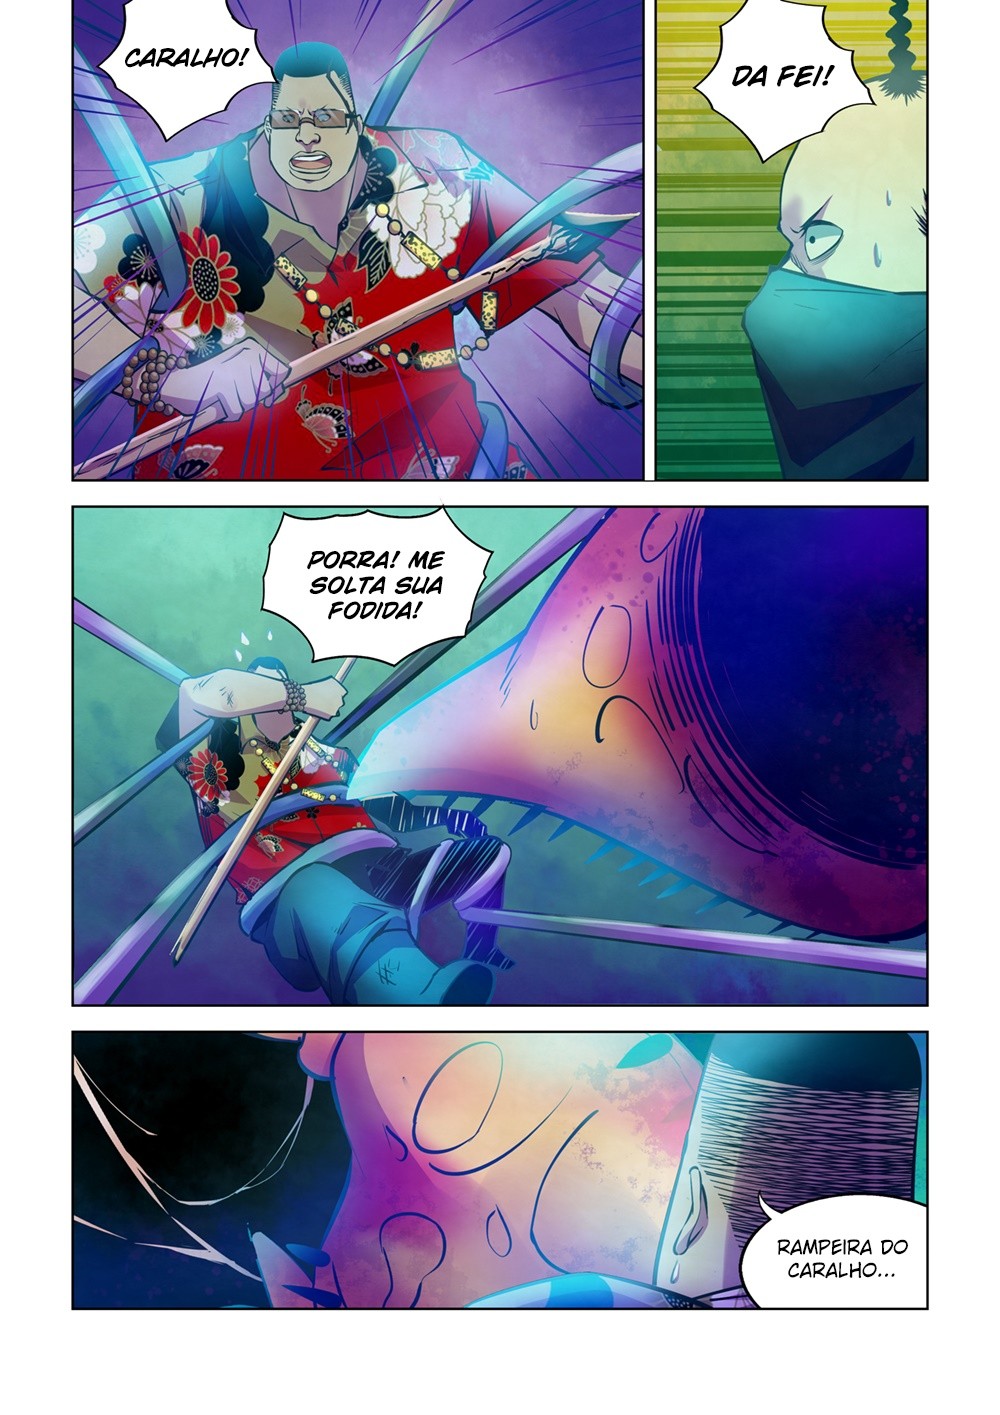 CARALHO!
DA FEI!
PORRA! ME
SOLTA SUA
FODIDA!
RAMPEIRA DO
CARALHO...